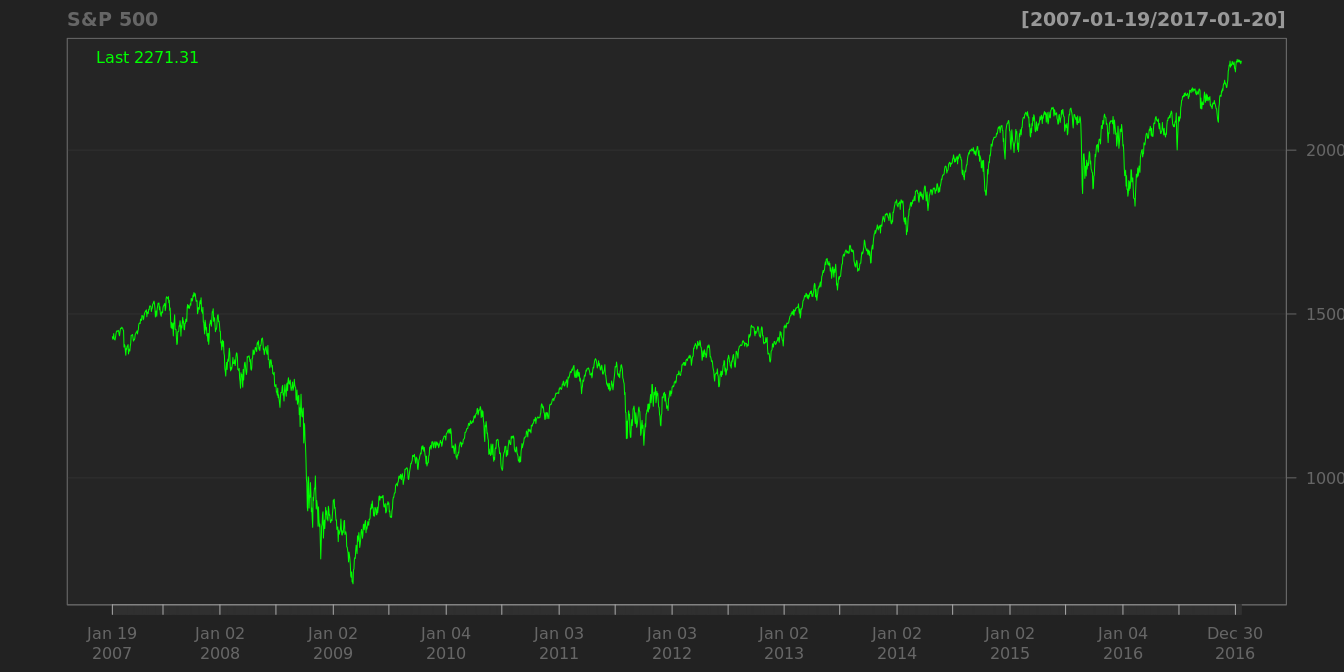 S&P 500 [2007-01-19/2017-01-20]
Last 2271.31
2000
1500
1000
Jan 19 Jan 02 Jan 02 Jan 04 Jan 03 Jan 03 Jan 02 Jan 02 Jan 02 Jan 04 Dec 30
2007 2008 2009 2010 2011 2012 2013 2014 2015 2016 2016